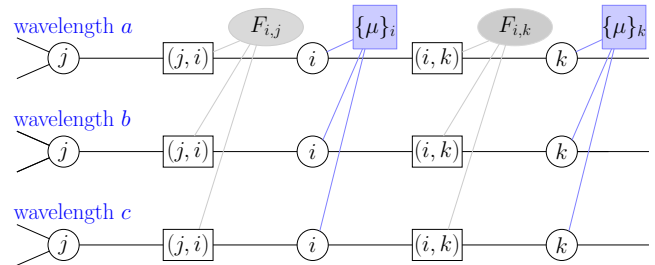 wavelength a
F_{i,j} {μ}_i F_{i,k} {μ}_k
j (j, i) i (i, k) k
wavelength b
j (j, i) i (i, k) k
wavelength c
j (j, i) i (i, k) k